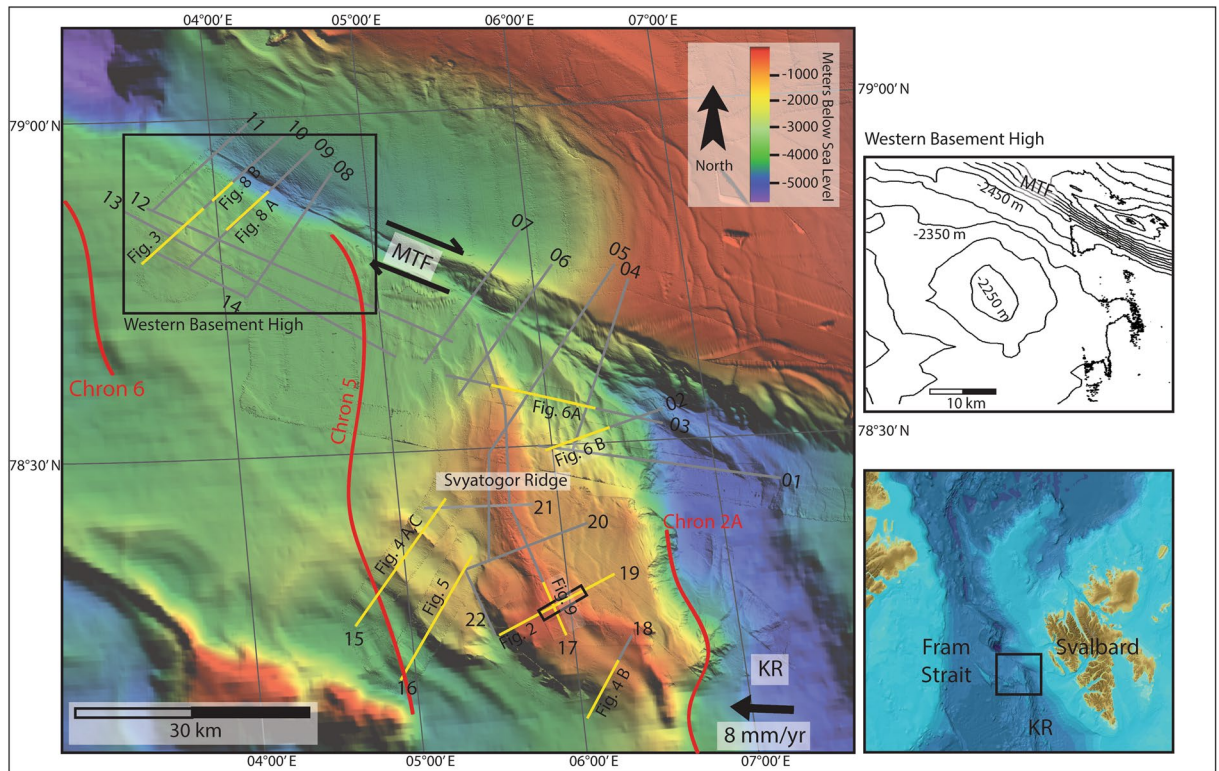 04°00' E
05°00' E
06°00' E
07°00' E
79°00' N
79°00' N
-1000
-2000
-3000
-4000
-5000
Meters Below Sea Level
North
11
10
09
08
13
12
14
Fig. 8 B
Fig. 8 A
Fig. 3
Western Basement High
MTF
07
06
05
04
Chron 6
Chron 5
Fig. 6A
02
03
Fig. 6 B
01
78°30' N
78°30' N
Svyatogor Ridge
21
20
Chron 2A
Fig. 4 A,C
Fig. 5
Fig. 9
19
22
Fig. 2
17
18
15
16
Fig. 4 B
KR
8 mm/yr
30 km
04°00' E
05°00' E
06°00' E
07°00' E
Western Basement High
MTF
-2450 m
-2350 m
-2250 m
10 km
Fram
Strait
Svalbard
KR